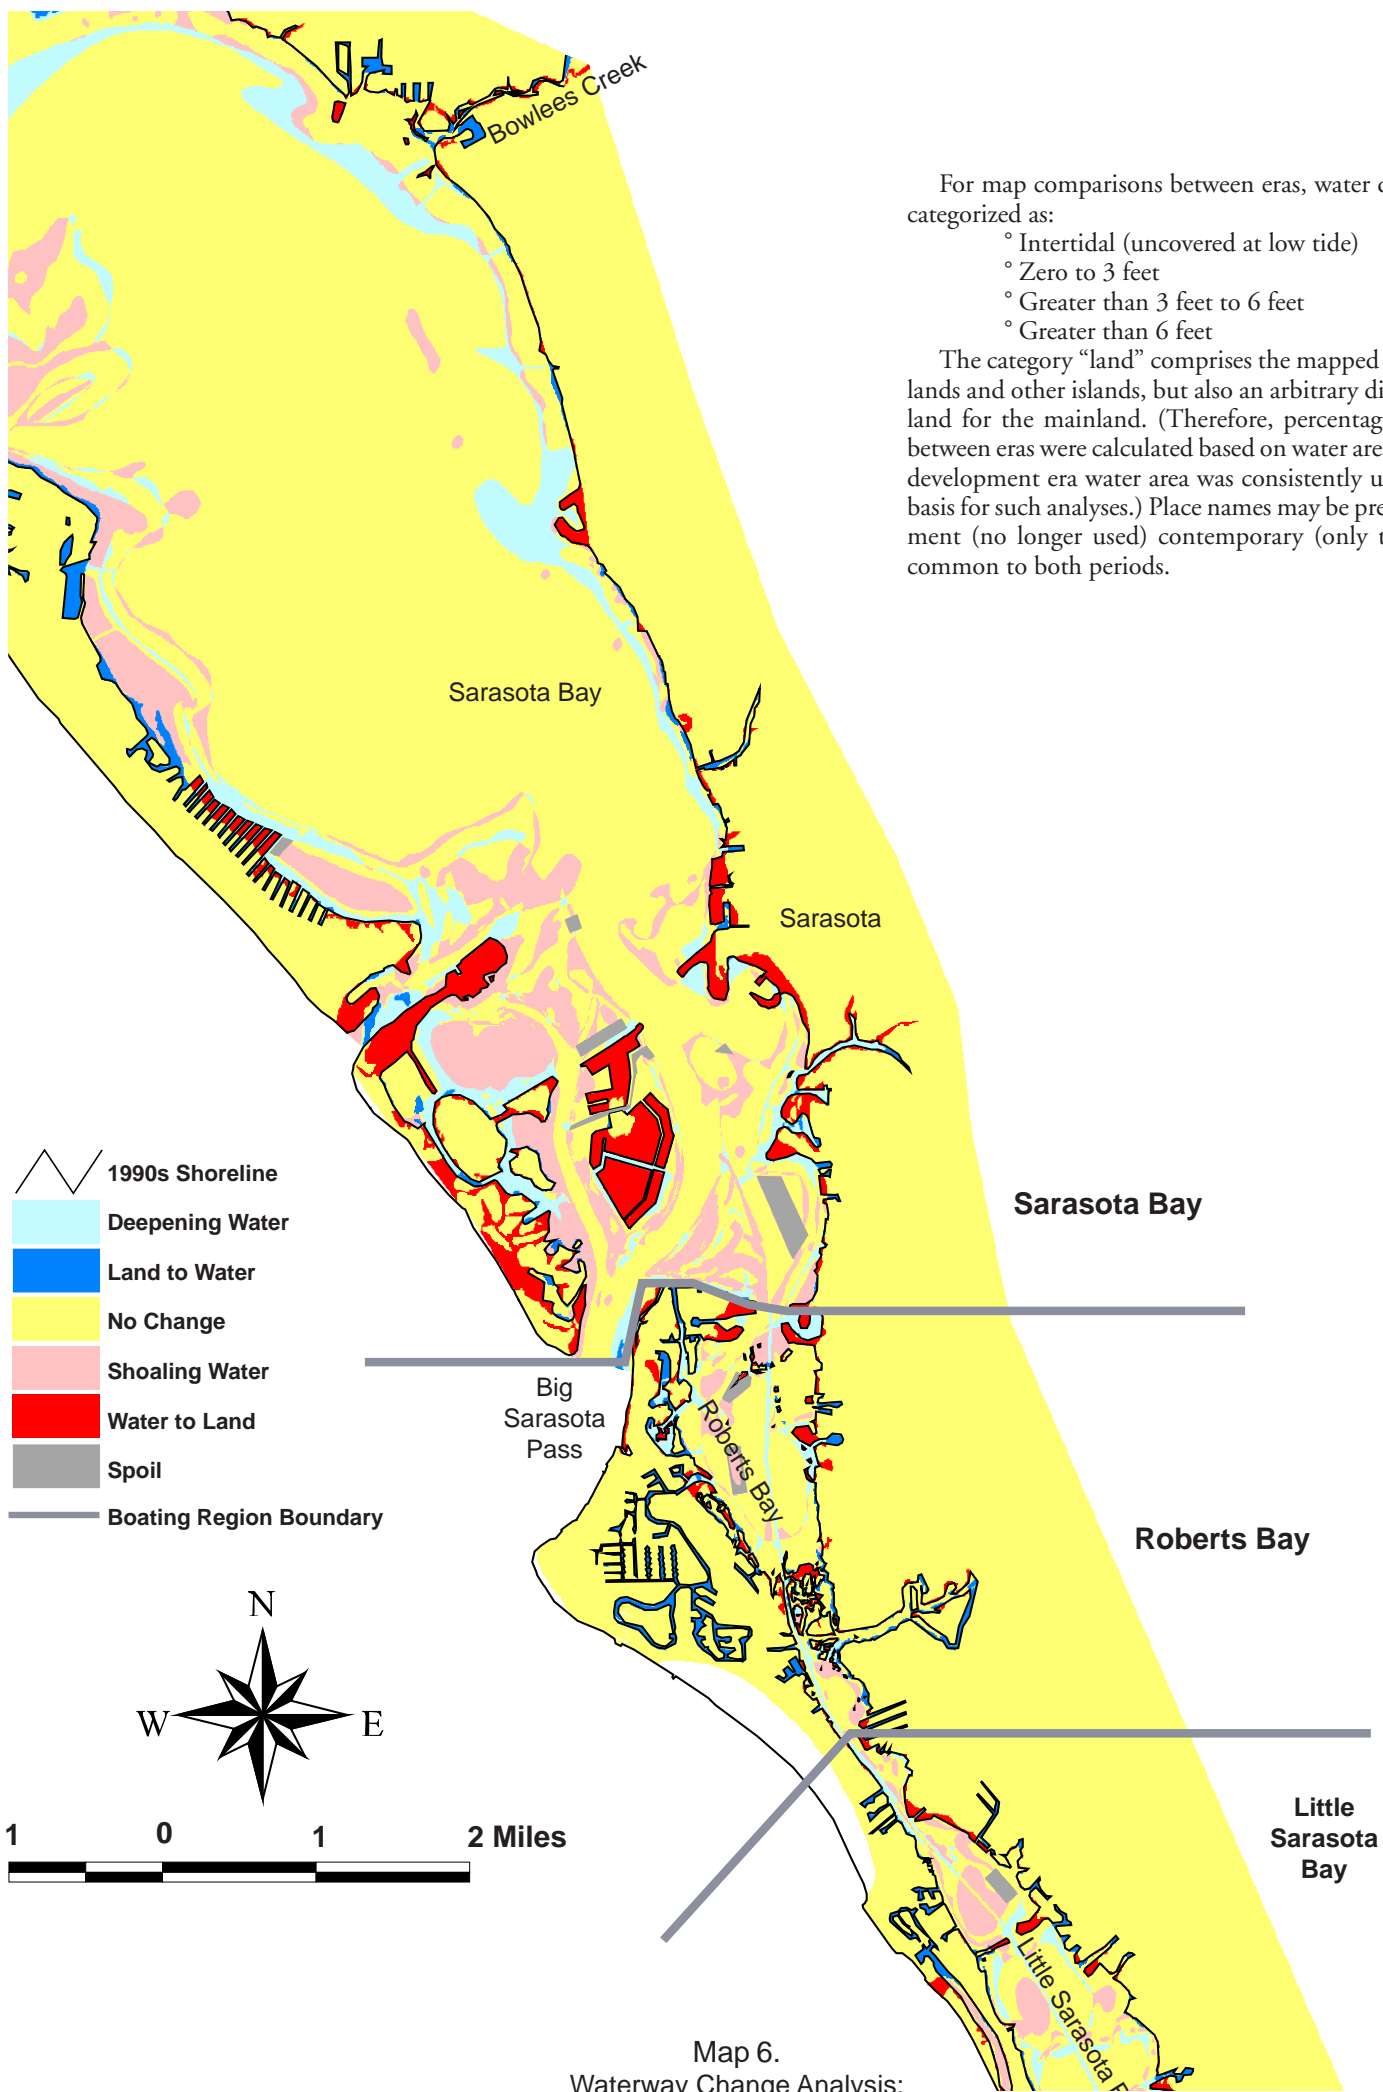 Bowlees Creek
For map comparisons between eras, water
categorized as:
° Intertidal (uncovered at low tide)
° Zero to 3 feet
° Greater than 3 feet to 6 feet
° Greater than 6 feet
The category “land” comprises the mapped
lands and other islands, but also an arbitrary
land for the mainland. (Therefore,
between eras were calculated based on water
development era water area was consistently
basis for such analyses.) Place names may be
ment (no longer used) contemporary (only
common to both periods.
Sarasota Bay
Sarasota
1990s Shoreline
Deepening Water
Land to Water
No Change
Shoaling Water
Water to Land
Spoil
Boating Region Boundary
Sarasota Bay
Big
Sarasota
Pass
Roberts Bay
Roberts Bay
N
W
E
1 0 1 2 Miles
Little
Sarasota
Bay
Little Sarasota
Map 6.
Waterway Change Analysis: